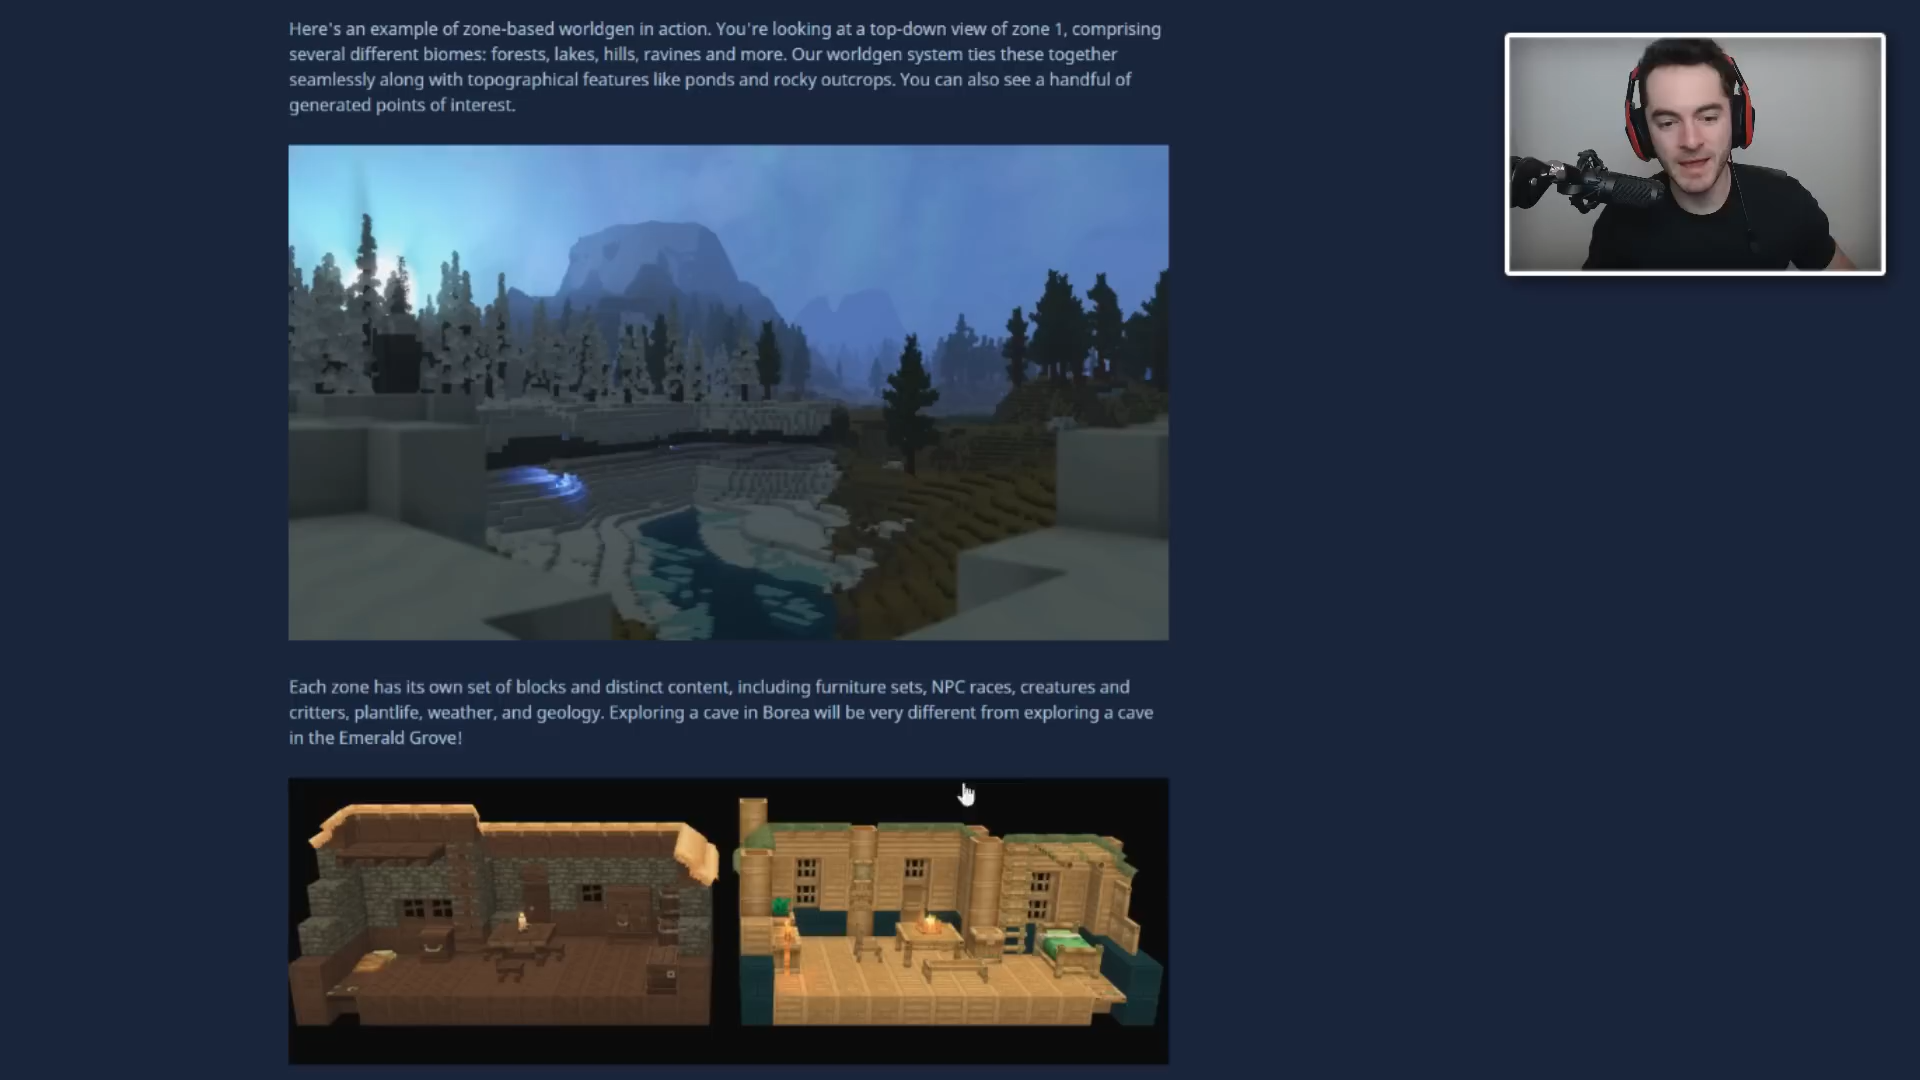 Here's an example of zone-based worldgen in action. You're looking at a top-down view of zone 1, comprising
several different biomes: forests, lakes, hills, ravines and more. Our worldgen system ties these together
seamlessly along with topographical features like ponds and rocky outcrops. You can also see a handful of
generated points of interest.
Each zone has its own set of blocks and distinct content, including furniture sets, NPC races, creatures and
critters, plantlife, weather, and geology. Exploring a cave in Borea will be very different from exploring a cave
in the Emerald Grove!